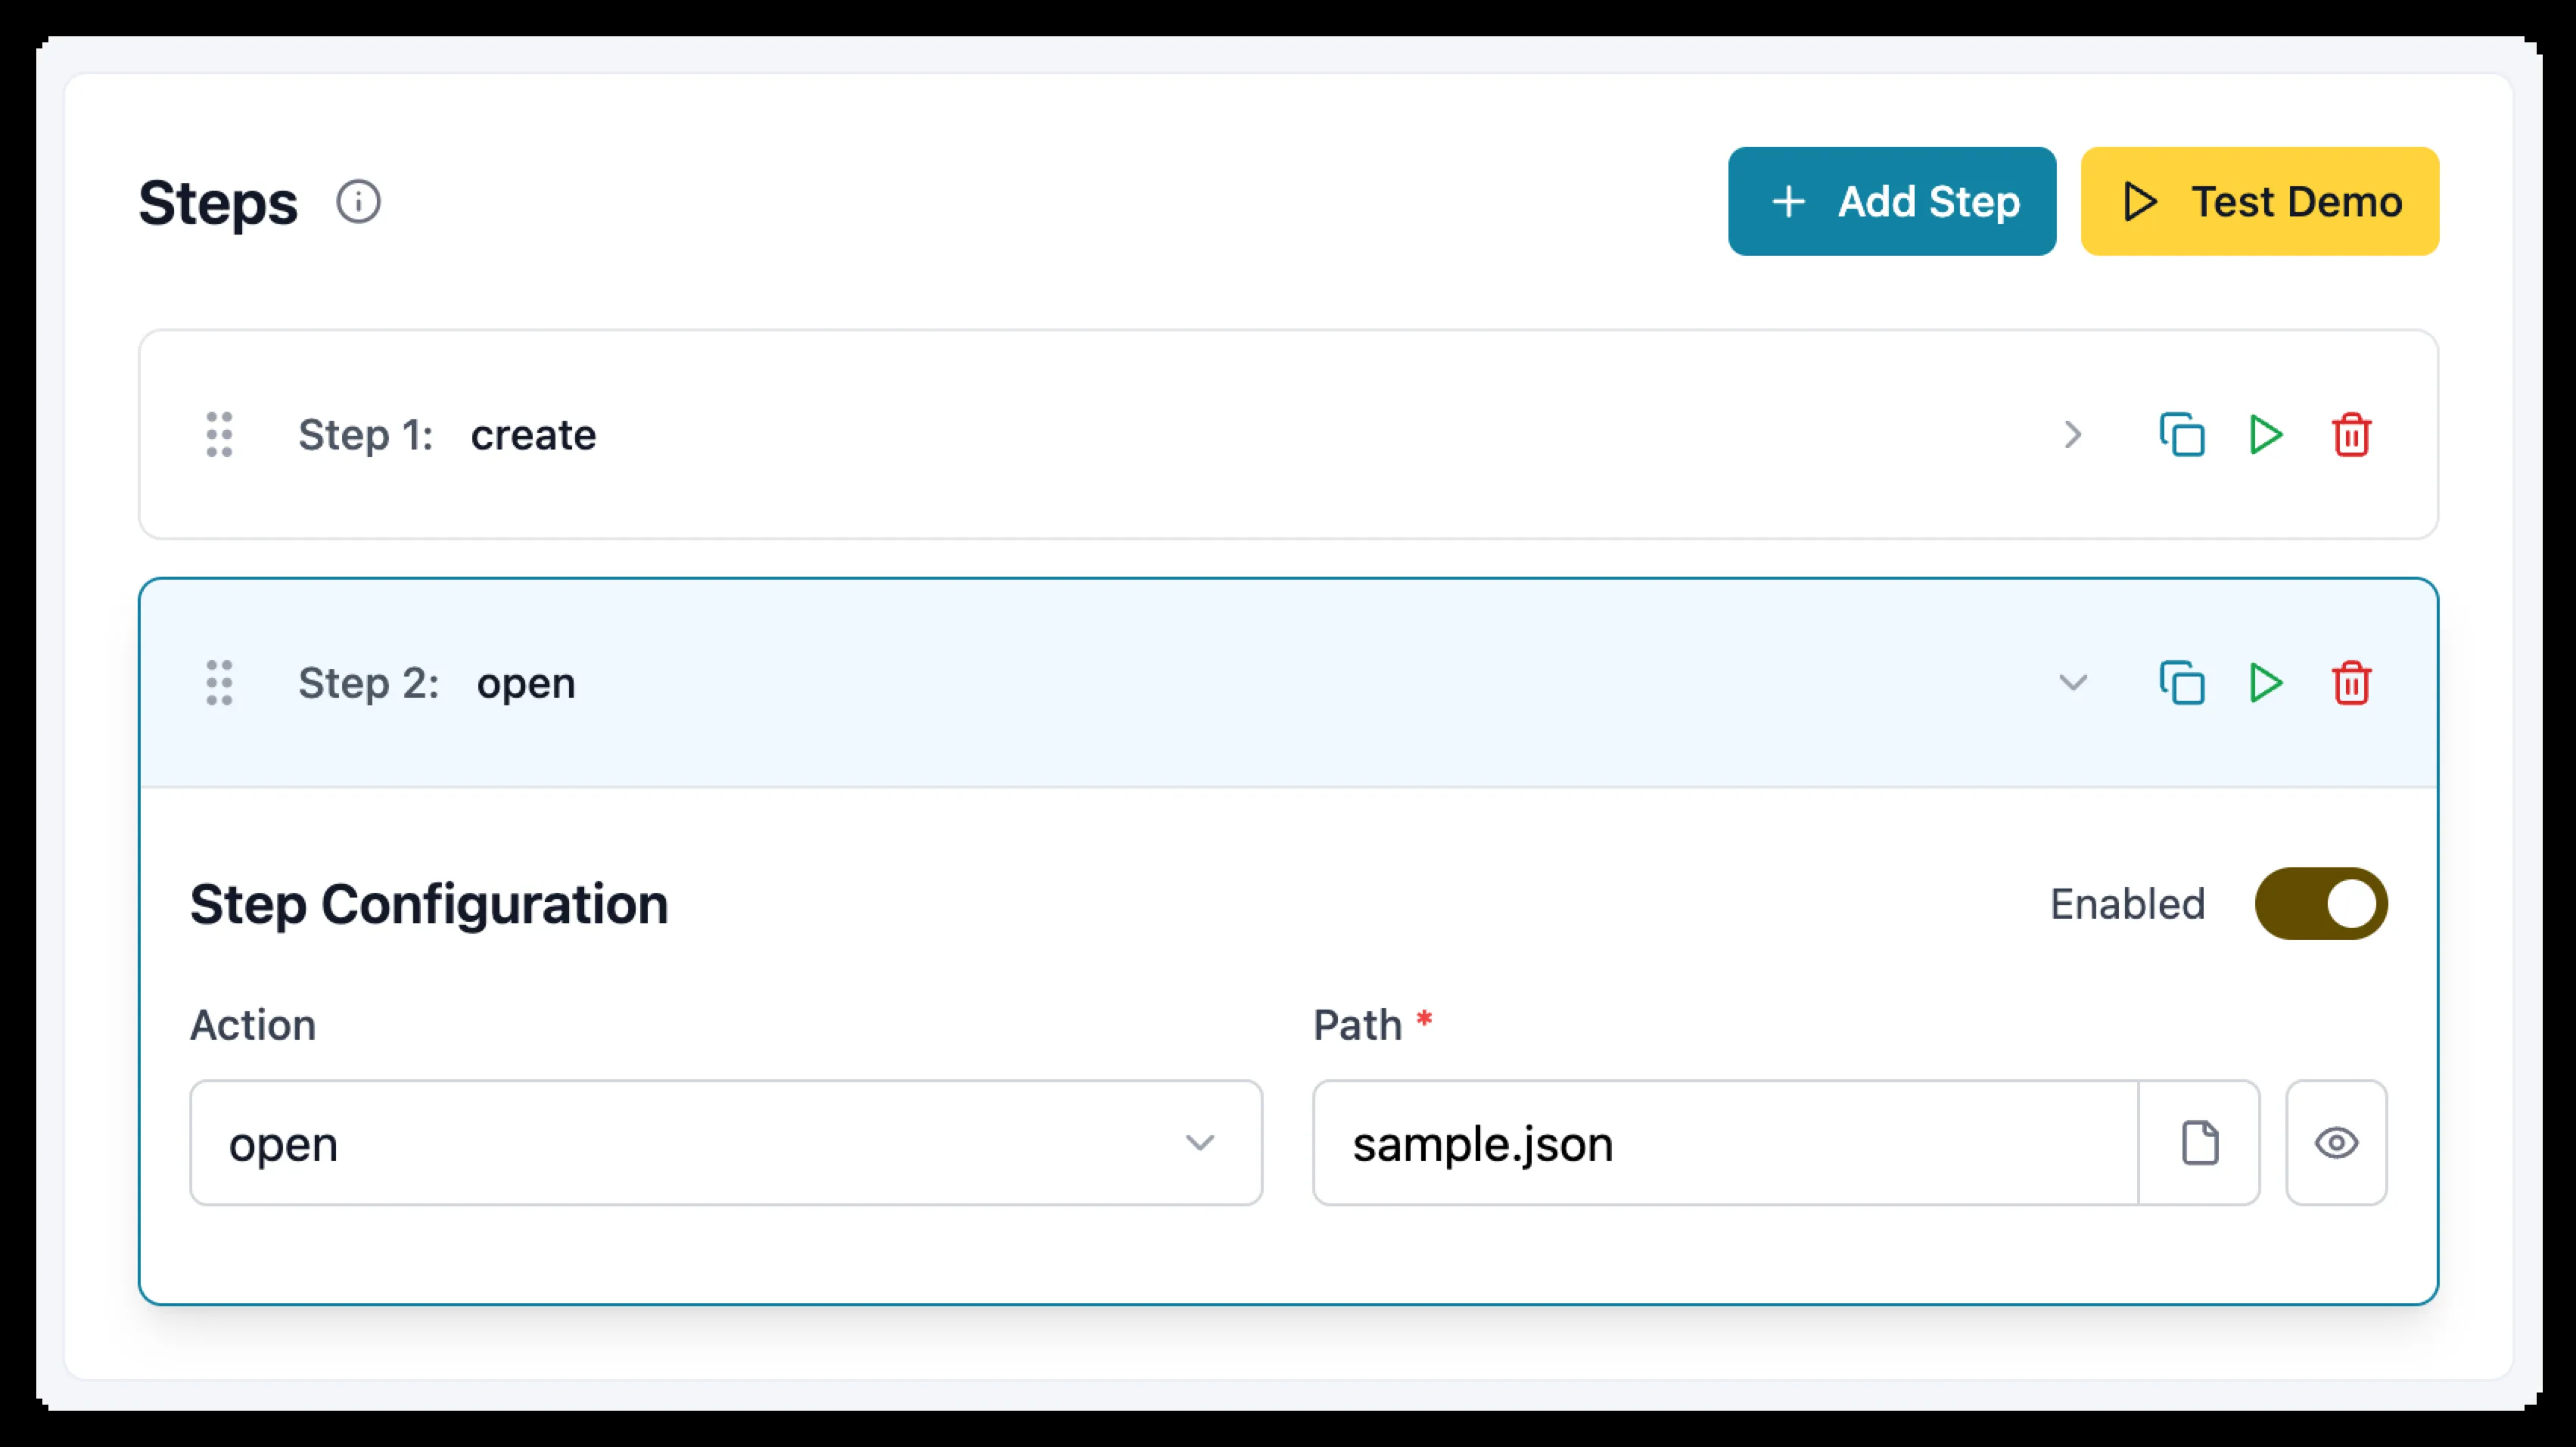 Steps
Add Step
Test Demo
Step 1: create
Step 2: open
Step Configuration
Enabled
Action
Path *
open
sample.json